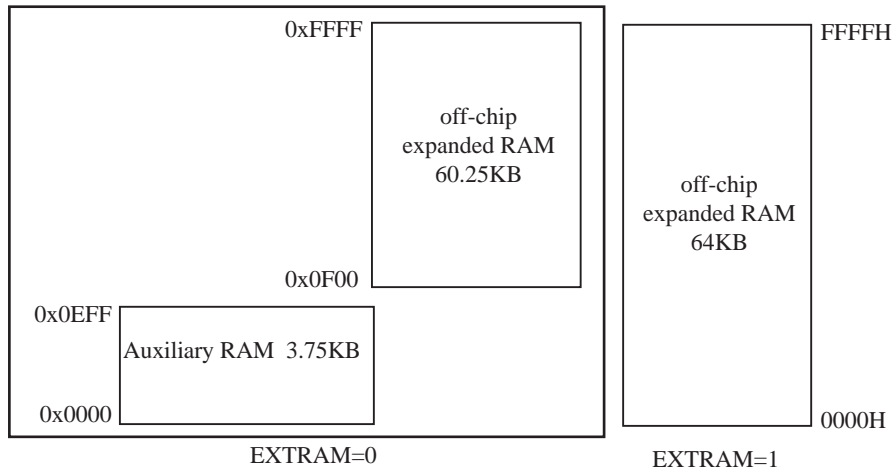 0xFFFF
off-chip
expanded RAM
60.25KB
0x0F00
0x0EFF
Auxiliary RAM 3.75KB
0x0000
EXTRAM=0
FFFFH
off-chip
expanded RAM
64KB
0000H
EXTRAM=1